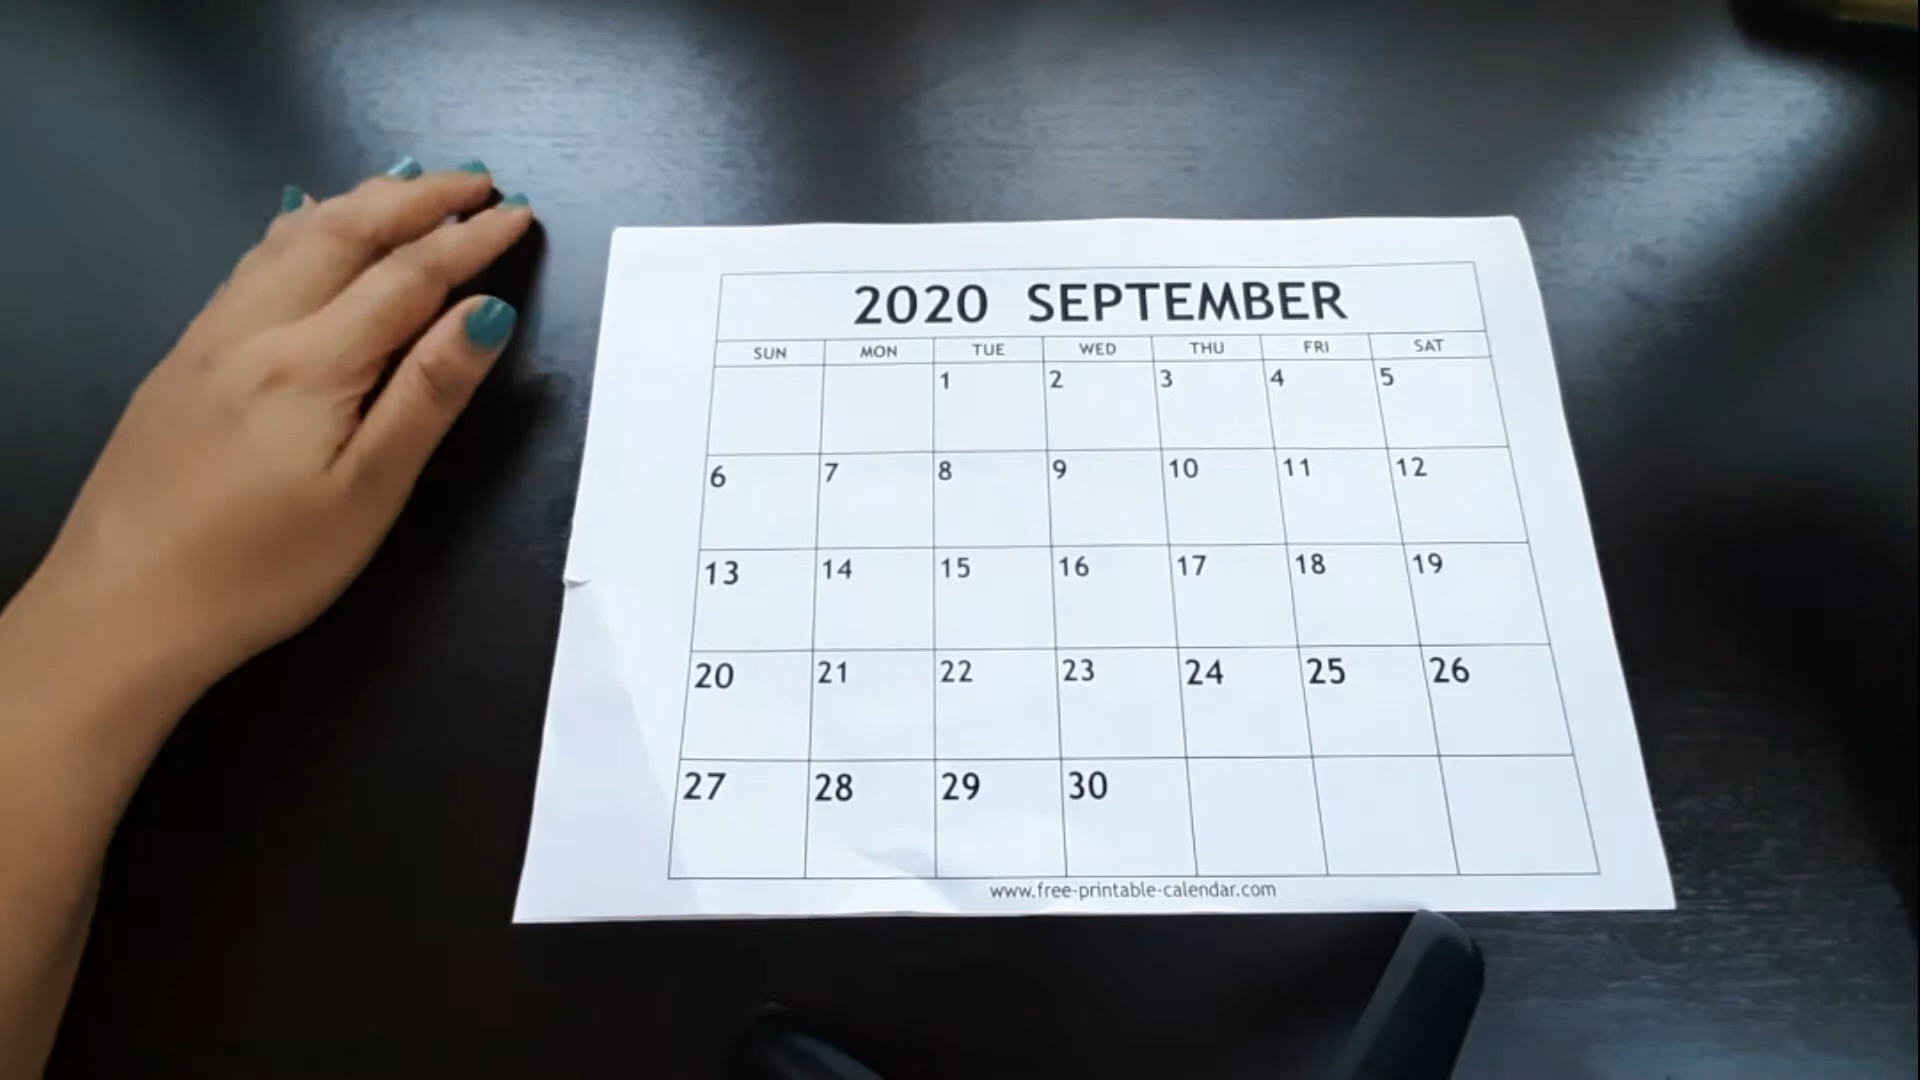 2020 SEPTEMBER
SUN MON TUE WED THU FRI SAT
1 2 3 4 5
6 7 8 9 10 11 12
13 14 15 16 17 18 19
20 21 22 23 24 25 26
27 28 29 30
www.free-printable-calendar.com